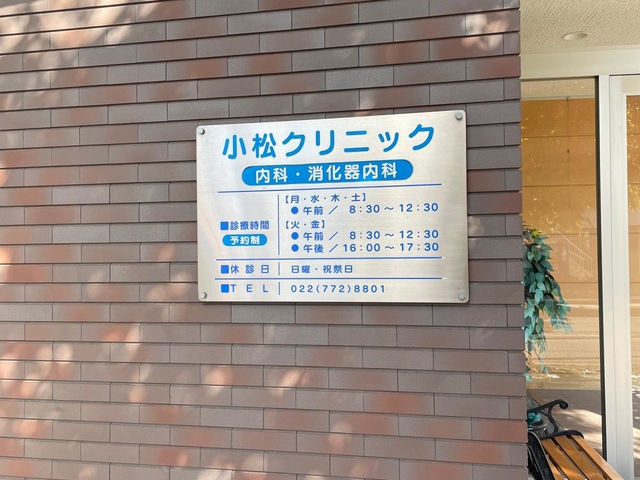 小松クリニック
内科・消化器内科
■診療時間
予約制
【月・水・木・土】
●午前／ 8:30～12:30
【火・金】
●午前／ 8:30～12:30
●午後／16:00～17:30
■休診日 日曜・祝祭日
■TEL 022(772)8801